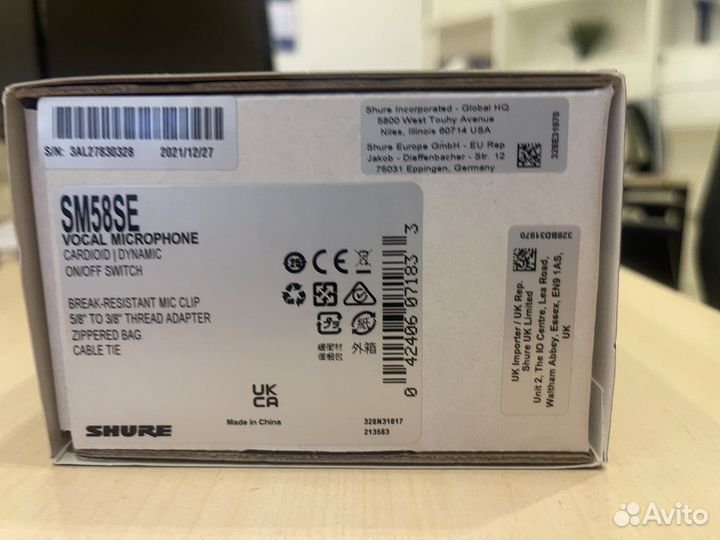 S/N: 3AL27830328 2021/12/27
Shure Incorporated - Global HQ
5800 West Touhy Avenue
Niles, Illinois 60714 USA
Shure Europe GmbH - EU Rep
Jakob - Dieffenbacher - Str. 12
75031 Eppingen, Germany
328E31970
SM58SE
VOCAL MICROPHONE
CARDIOID | DYNAMIC
ON/OFF SWITCH
BREAK-RESISTANT MIC CLIP
5/8" TO 3/8" THREAD ADAPTER
ZIPPERED BAG
CABLE TIE
外箱
0 42406 07183 3
UK
CA
SHURE
Made in China
328N31817
213583
328BD31970
UK Importer / UK Rep.
Shure UK Limited
Unit 2, The IO Centre, Lea Road,
Waltham Abbey, Essex, EN9 1AS,
UK
Avito